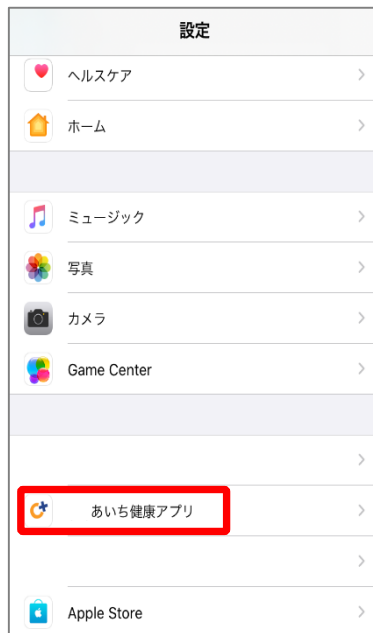 設定
ヘルスケア
ホーム
ミュージック
写真
カメラ
Game Center
あいち健康アプリ
Apple Store